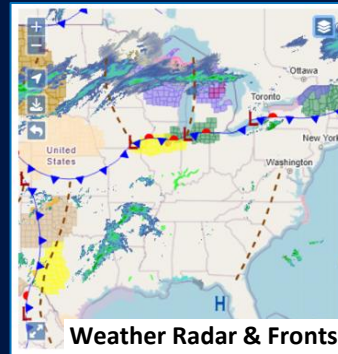 +
−
Ottawa
Toronto
L
L
L
New York
United
States
Washington
L
L
L
H
Weather Radar & Fronts